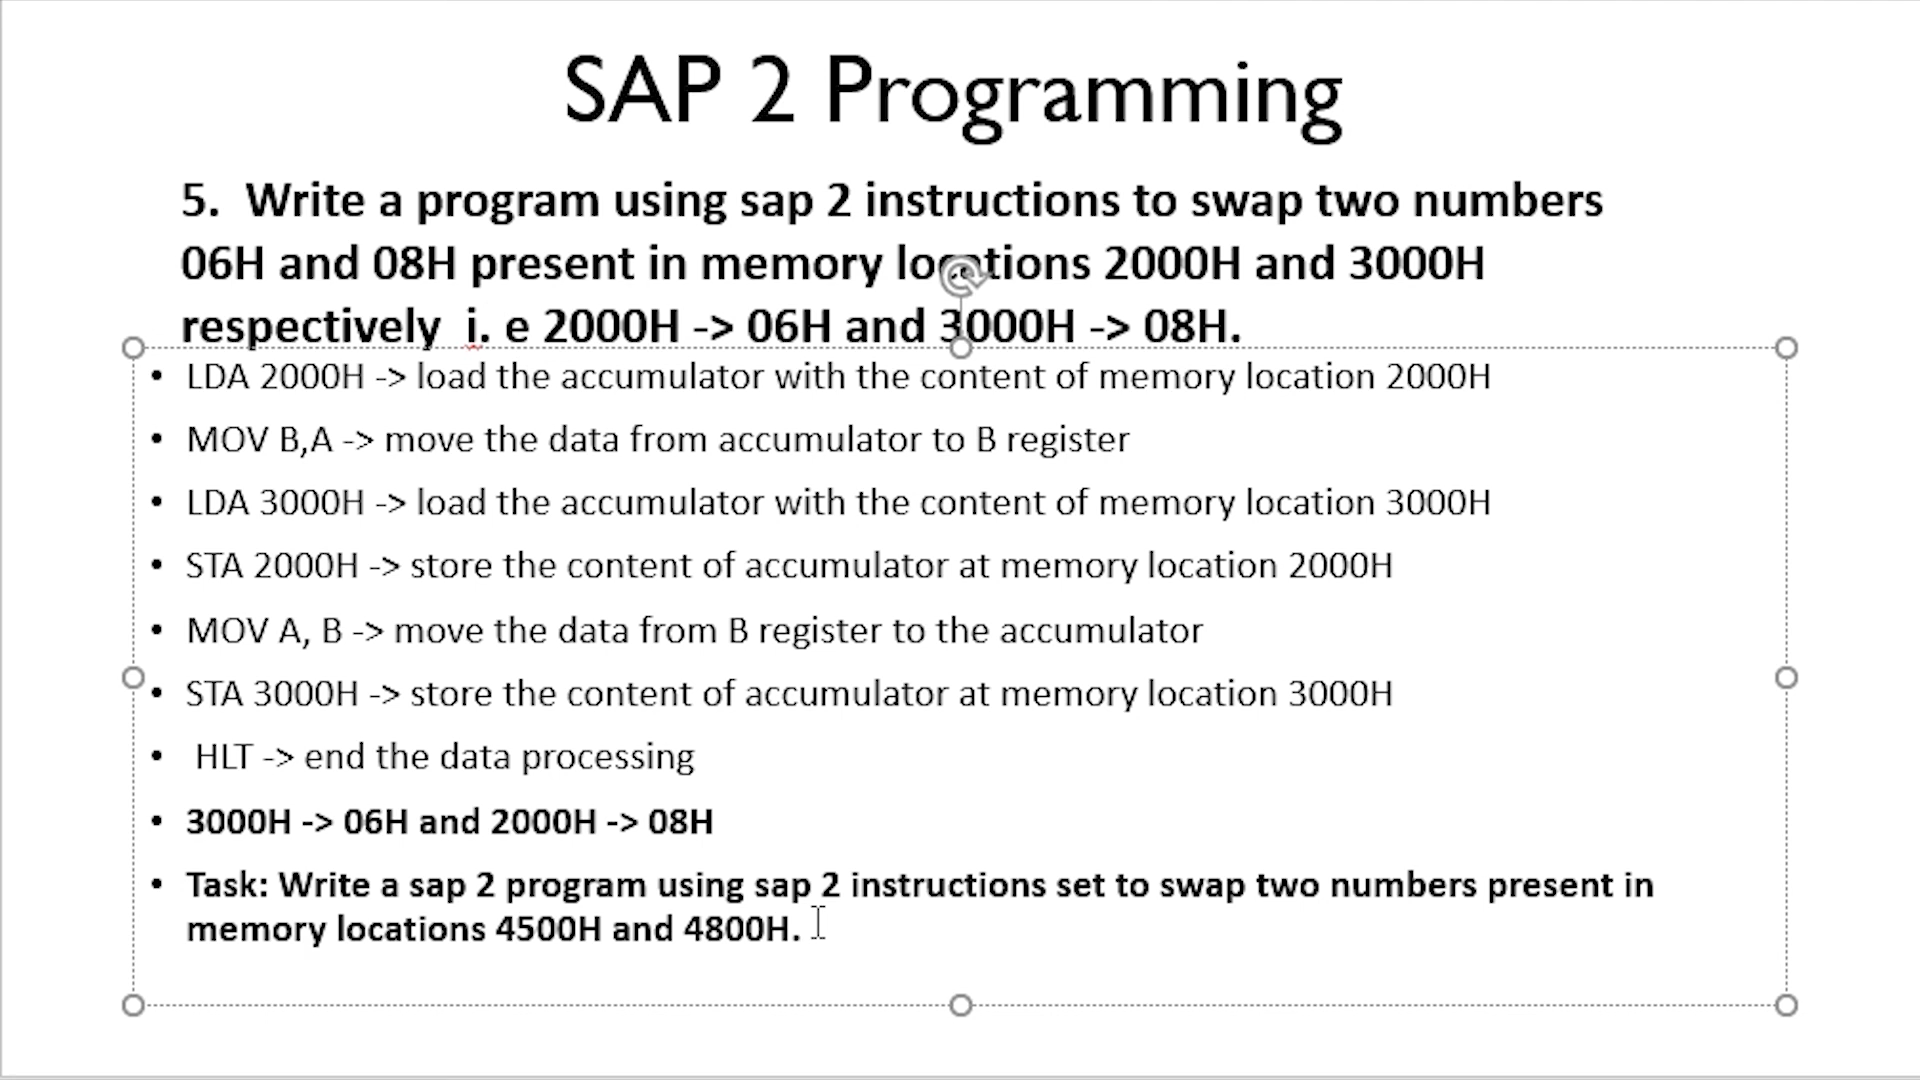 SAP 2 Programming
5. Write a program using sap 2 instructions to swap two numbers
06H and 08H present in memory locations 2000H and 3000H
respectively i. e 2000H -> 06H and 3000H -> 08H.
• LDA 2000H -> load the accumulator with the content of memory location 2000H
• MOV B,A -> move the data from accumulator to B register
• LDA 3000H -> load the accumulator with the content of memory location 3000H
• STA 2000H -> store the content of accumulator at memory location 2000H
• MOV A, B -> move the data from B register to the accumulator
• STA 3000H -> store the content of accumulator at memory location 3000H
• HLT -> end the data processing
• 3000H -> 06H and 2000H -> 08H
• Task: Write a sap 2 program using sap 2 instructions set to swap two numbers present in
memory locations 4500H and 4800H.